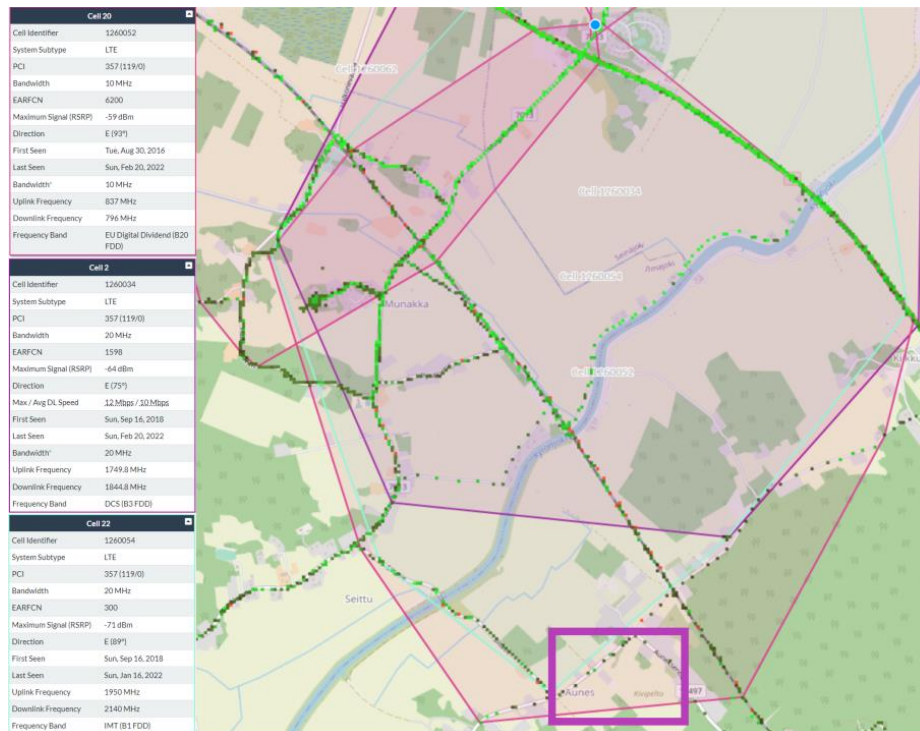 Cell 20
Cell Identifier 1260052
System Subtype LTE
PCI 357 (119/0)
Bandwidth 10 MHz
EARFCN 6200
Maximum Signal (RSRP) -59 dBm
Direction E (93°)
First Seen Tue, Aug 30, 2016
Last Seen Sun, Feb 20, 2022
Bandwidth' 10 MHz
Uplink Frequency 837 MHz
Downlink Frequency 796 MHz
Frequency Band EU Digital Dividend (B20
FDD)
Cell 2
Cell Identifier 1260034
System Subtype LTE
PCI 357 (119/0)
Bandwidth 20 MHz
EARFCN 1598
Maximum Signal (RSRP) -64 dBm
Direction E (75°)
Max / Avg DL Speed 12 Mbps / 10 Mbps
First Seen Sun, Sep 16, 2018
Last Seen Sun, Feb 20, 2022
Bandwidth' 20 MHz
Uplink Frequency 1749.8 MHz
Downlink Frequency 1844.8 MHz
Frequency Band DCS (B3 FDD)
Cell 22
Cell Identifier 1260054
System Subtype LTE
PCI 357 (119/0)
Bandwidth 20 MHz
EARFCN 300
Maximum Signal (RSRP) -71 dBm
Direction E (89°)
First Seen Sun, Sep 16, 2018
Last Seen Sun, Jan 16, 2022
Uplink Frequency 1950 MHz
Downlink Frequency 2140 MHz
Frequency Band IMT (B1 FDD)
Cell 1260062
Cell 1260034
Seinäjoki
Ilmajoki
Cell 1260054
Munakka
Cell 1260052
Seittu
Aunes
Kivipelto
497